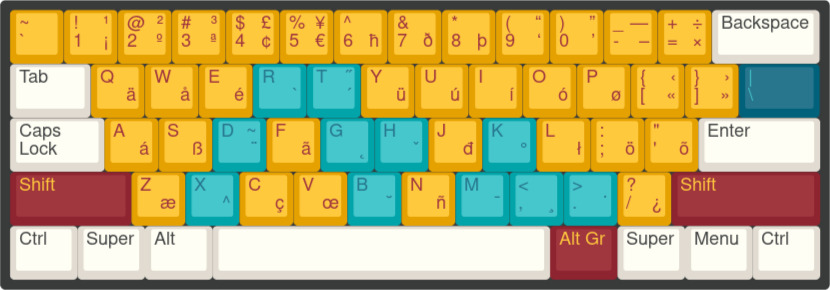 ~ ! ¹ @ ² # ³ $ £ % ¥ ^ & * ( “ ) ” _ — + ÷ Backspace
` 1 ¡ 2 º 3 ª 4 ¢ 5 € 6 ħ 7 ð 8 þ 9 ‘ 0 ’ - – = ×
Tab Q W E R T ˝ Y U I O P { ‹ } › |
ä å é ` ´ ü ú í ó ø [ « ] » \
Caps A S D ~ F G H J K L : " Enter
Lock á ß ¨ ã ˛ ˇ đ ° ł ; ö ' õ
Shift Z X C V B N M < > · ? Shift
æ ^ ç œ ˘ ñ ¯ , . ˙ / ¿
Ctrl Super Alt Alt Gr Super Menu Ctrl